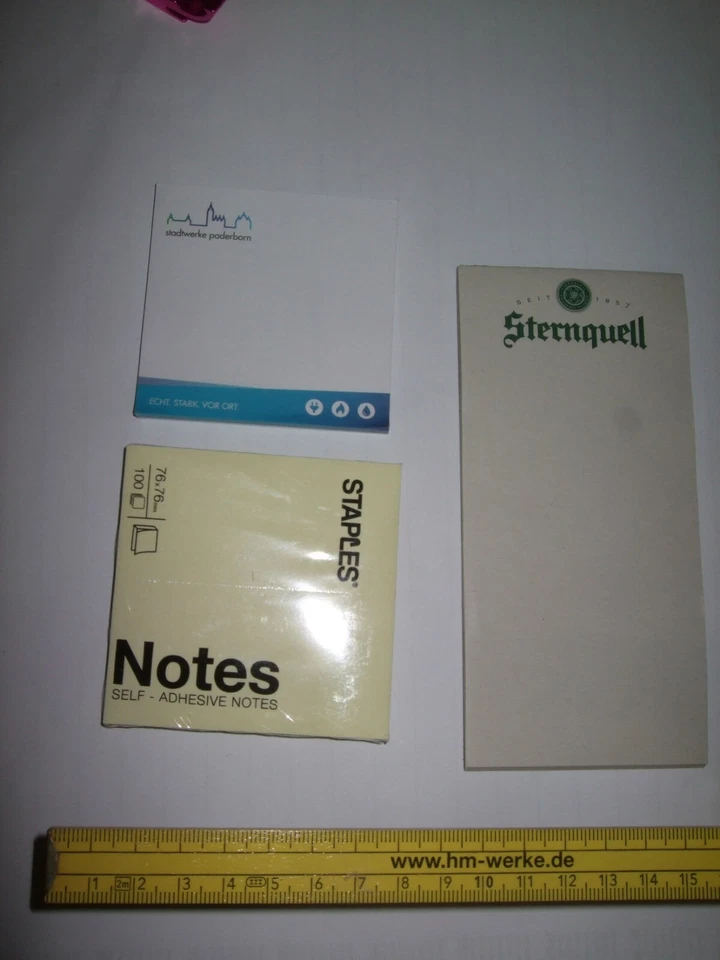 stadtwerke paderborn
ECHT. STARK. VOR ORT.
SEIT 1857
Sternquell
76x76mm
100
STAPLES®
Notes
SELF - ADHESIVE NOTES
www.hm-werke.de
1 2m 2 3 4 5 6 7 8 9 10 11 12 13 14 15